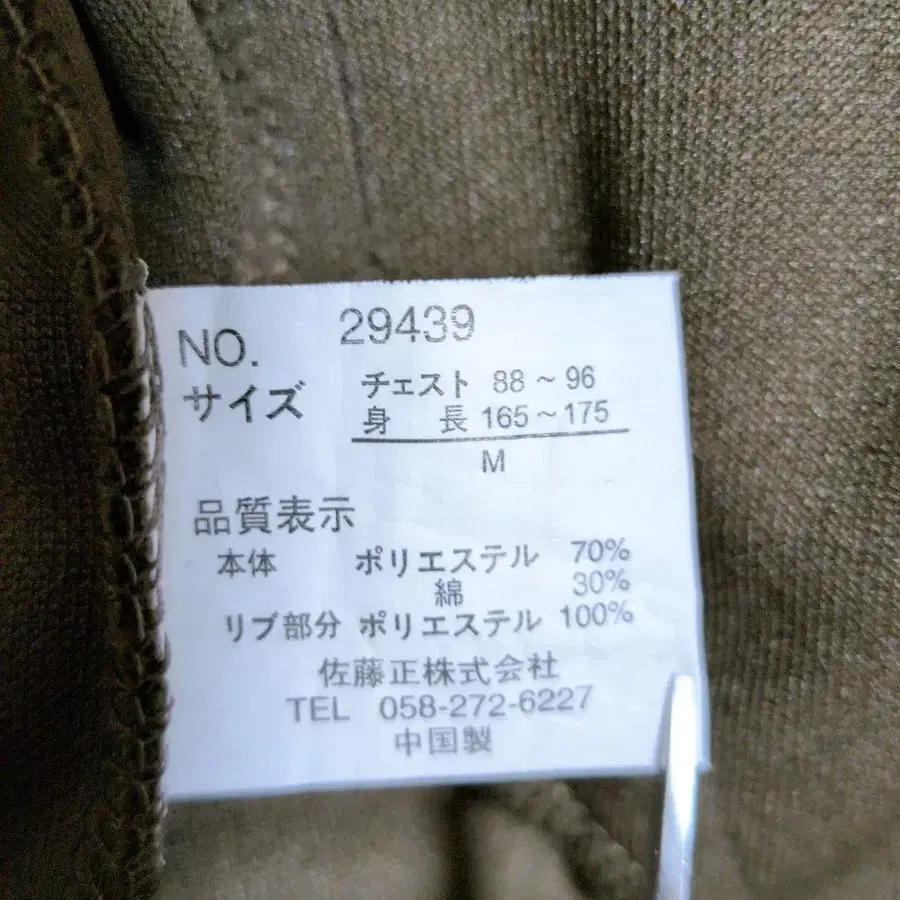 NO. 29439
サイズ チェスト 88～96
身 長 165～175
M
品質表示
本体 ポリエステル 70%
綿 30%
リブ部分 ポリエステル 100%
佐藤正株式会社
TEL 058-272-6227
中国製